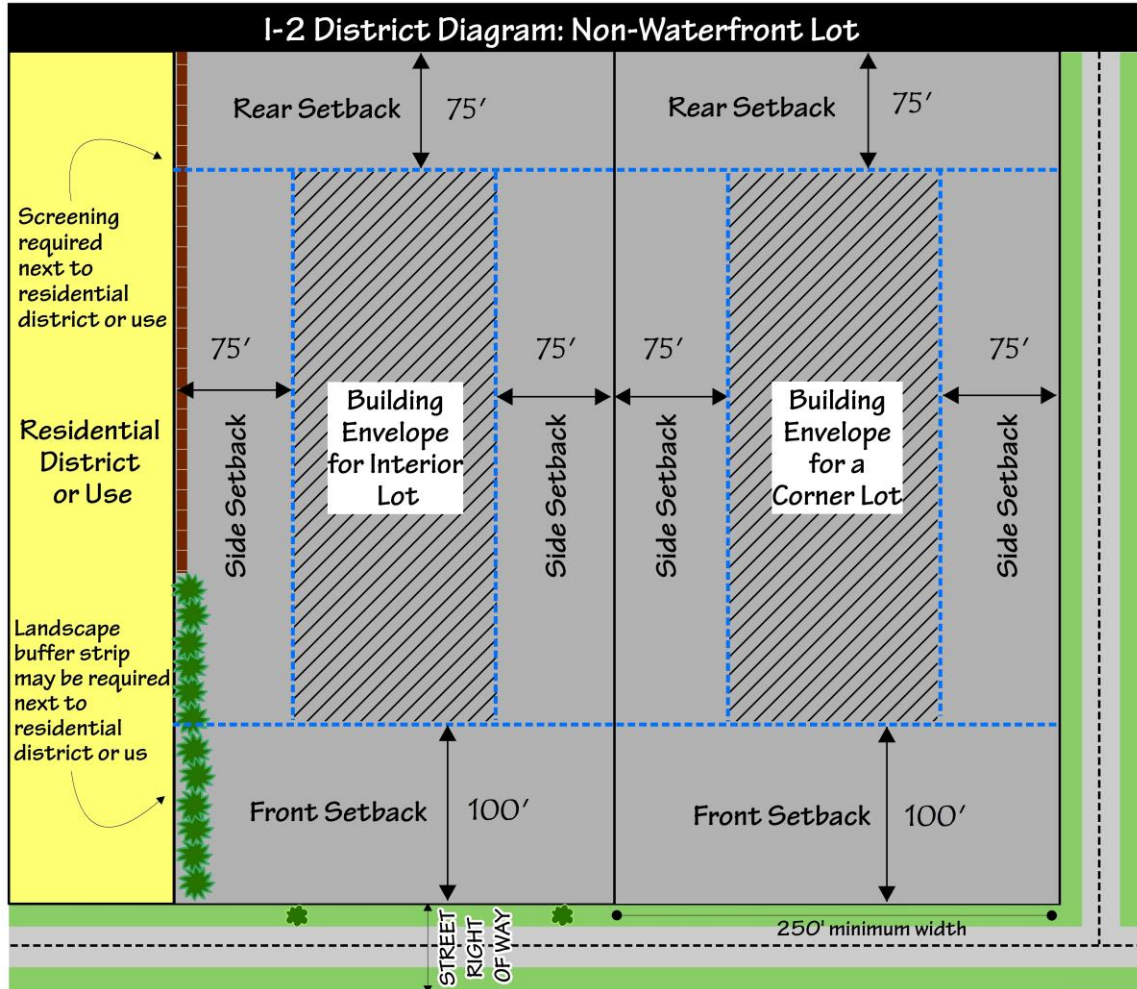 I-2 District Diagram: Non-Waterfront Lot
Rear Setback
75'
Rear Setback
75'
Screening
required
next to
residential
district or use
75'
75'
75'
75'
Residential
District
or Use
Side Setback
Building
Envelope
for Interior
Lot
Side Setback
Side Setback
Building
Envelope
for a
Corner Lot
Side Setback
Landscape
buffer strip
may be required
next to
residential
district or us
Front Setback
100'
Front Setback
100'
STREET
RIGHT
OF WAY
250' minimum width